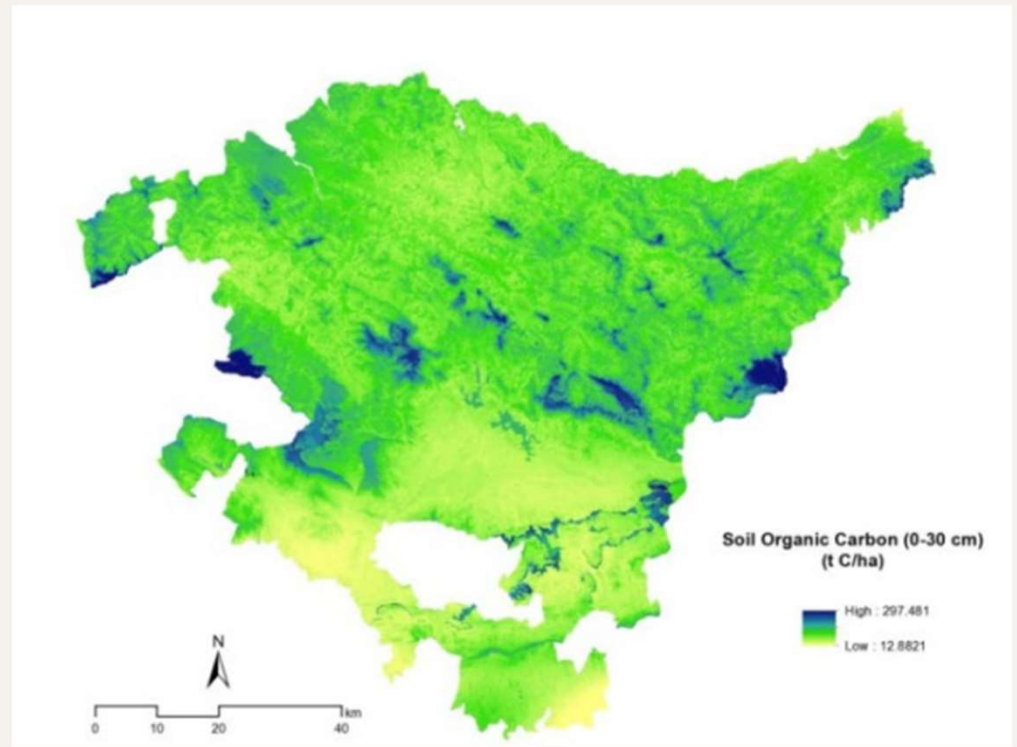 Soil Organic Carbon (0-30 cm)
(t C/ha)
High : 297.481
Low : 12.8821
N
km
0 10 20 40